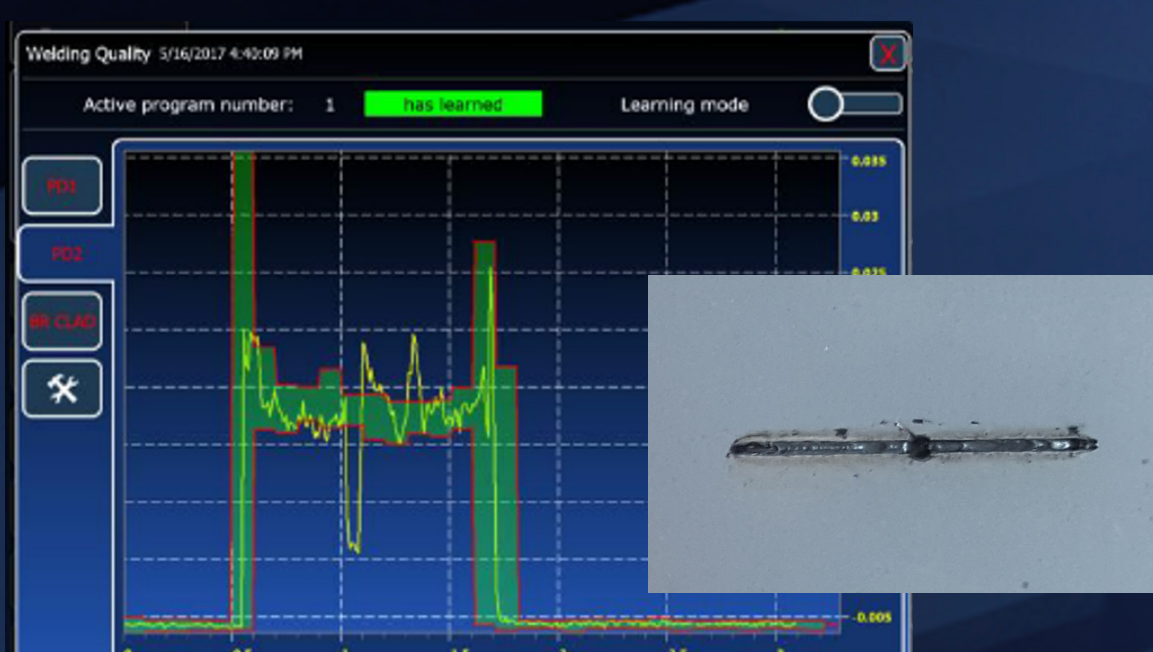 Welding Quality 5/16/2017 4:40:09 PM
X
Active program number: 1 has learned Learning mode
PD1
PD2
BR CLAD
0.035
0.03
0.025
-0.005